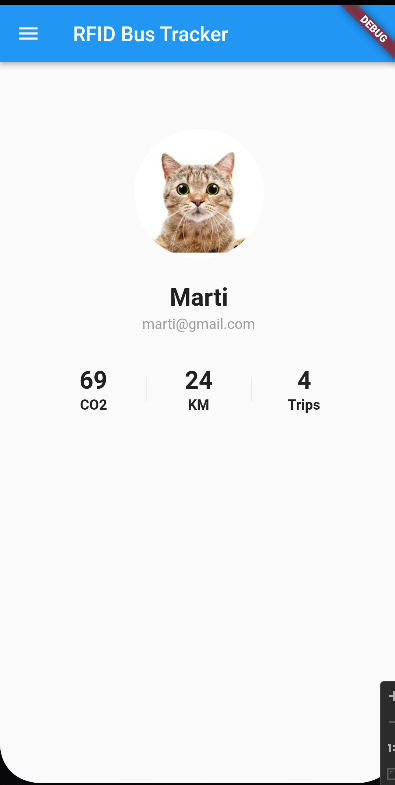 RFID Bus Tracker
DEBUG
Marti
marti@gmail.com
69 24 4
CO2 KM Trips